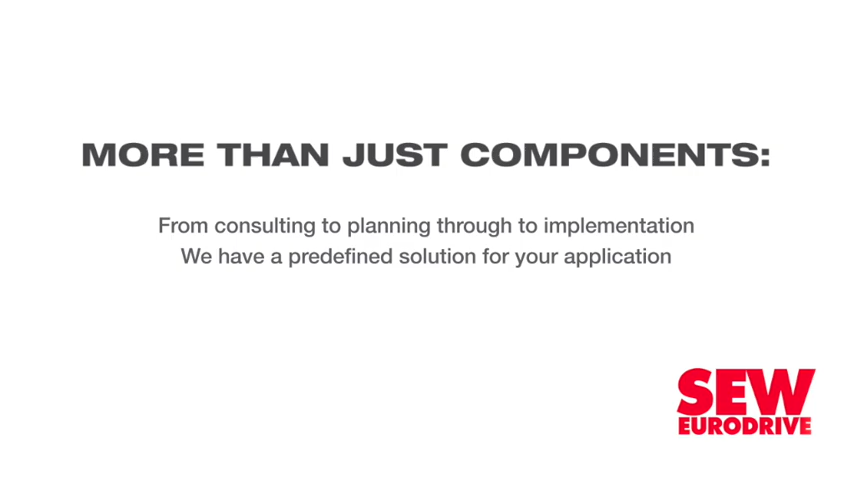 MORE THAN JUST COMPONENTS:
From consulting to planning through to implementation
We have a predefined solution for your application
SEW
EURODRIVE